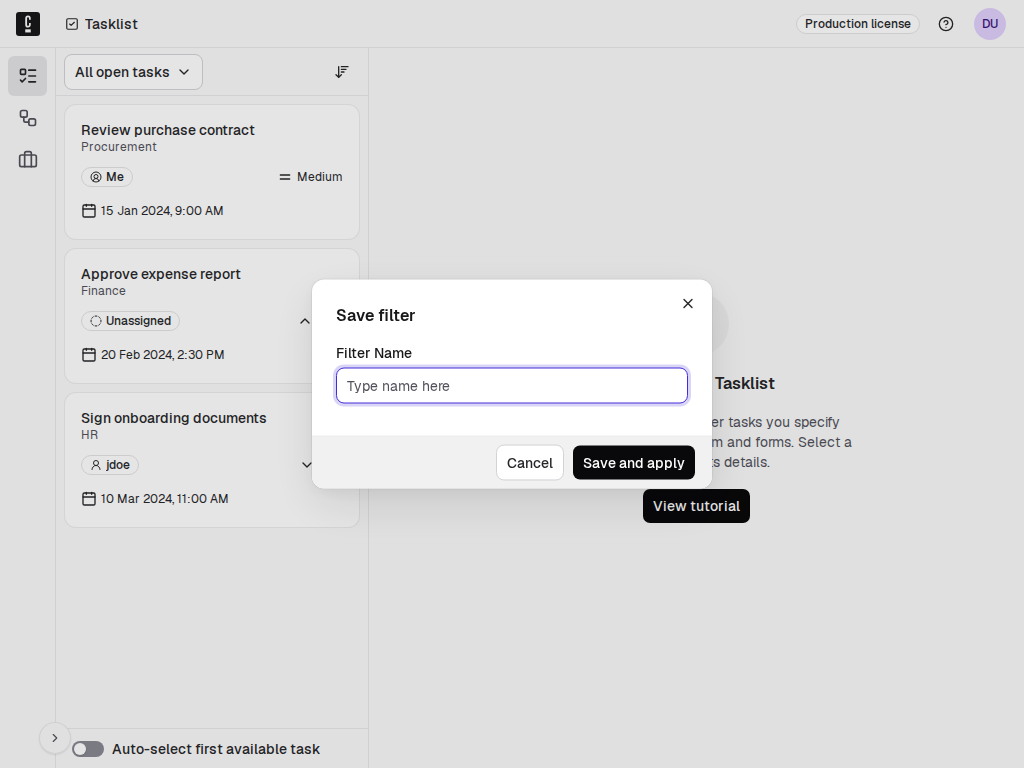 Tasklist
Production license
DU
All open tasks
Review purchase contract
Procurement
Me
Medium
15 Jan 2024, 9:00 AM
Approve expense report
Finance
Unassigned
20 Feb 2024, 2:30 PM
Sign onboarding documents
HR
jdoe
10 Mar 2024, 11:00 AM
Auto-select first available task
Save filter
Filter Name
Type name here
Cancel
Save and apply
Tasklist
tasks you specify
and forms. Select a
details.
View tutorial